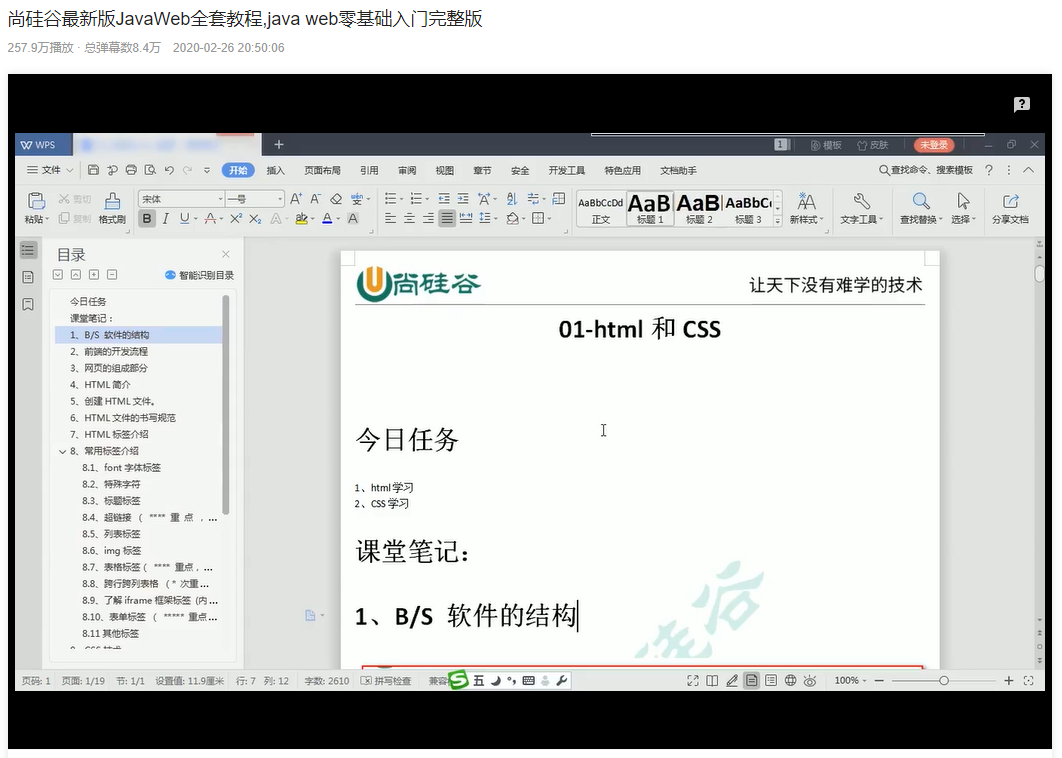 尚硅谷最新版JavaWeb全套教程,java web零基础入门完整版
257.9万播放 · 总弹幕数8.4万 2020-02-26 20:50:06
?
WPS + 1 模板 皮肤 未登录
文件 开始 插入 页面布局 引用 审阅 视图 章节 安全 开发工具 特色应用 文档助手 查找命令、搜索模板 ?
粘贴 剪切 复制 格式刷 宋体 一号 AaBbCcDd AaB AaB AaBbC 新样式 文字工具 查找替换 选择 分享文档
B I U 正文 标题 1 标题 2 标题 3
目录
智能识别目录
今日任务
课堂笔记：
1、B/S 软件的结构
2、前端的开发流程
3、网页的组成部分
4、HTML 简介
5、创建 HTML 文件。
6、HTML 文件的书写规范
7、HTML 标签介绍
8、常用标签介绍
8.1、font 字体标签
8.2、特殊字符
8.3、标题标签
8.4、超链接 （ **** 重 点 ，...
8.5、列表标签
8.6、img 标签
8.7、表格标签（ **** 重点，...
8.8、跨行跨列表格 （* 次重...
8.9、了解 iframe 框架标签 (内 ...
8.10、表单标签 （ ***** 重点...
8.11 其他标签
尚硅谷 让天下没有难学的技术
01-html 和 CSS
今日任务
1、html 学习
2、CSS 学习
课堂笔记：
1、B/S 软件的结构
页码: 1 页面: 1/19 节: 1/1 设置值: 11.9厘米 行: 7 列: 12 字数: 2610 拼写检查 兼容 五 100%